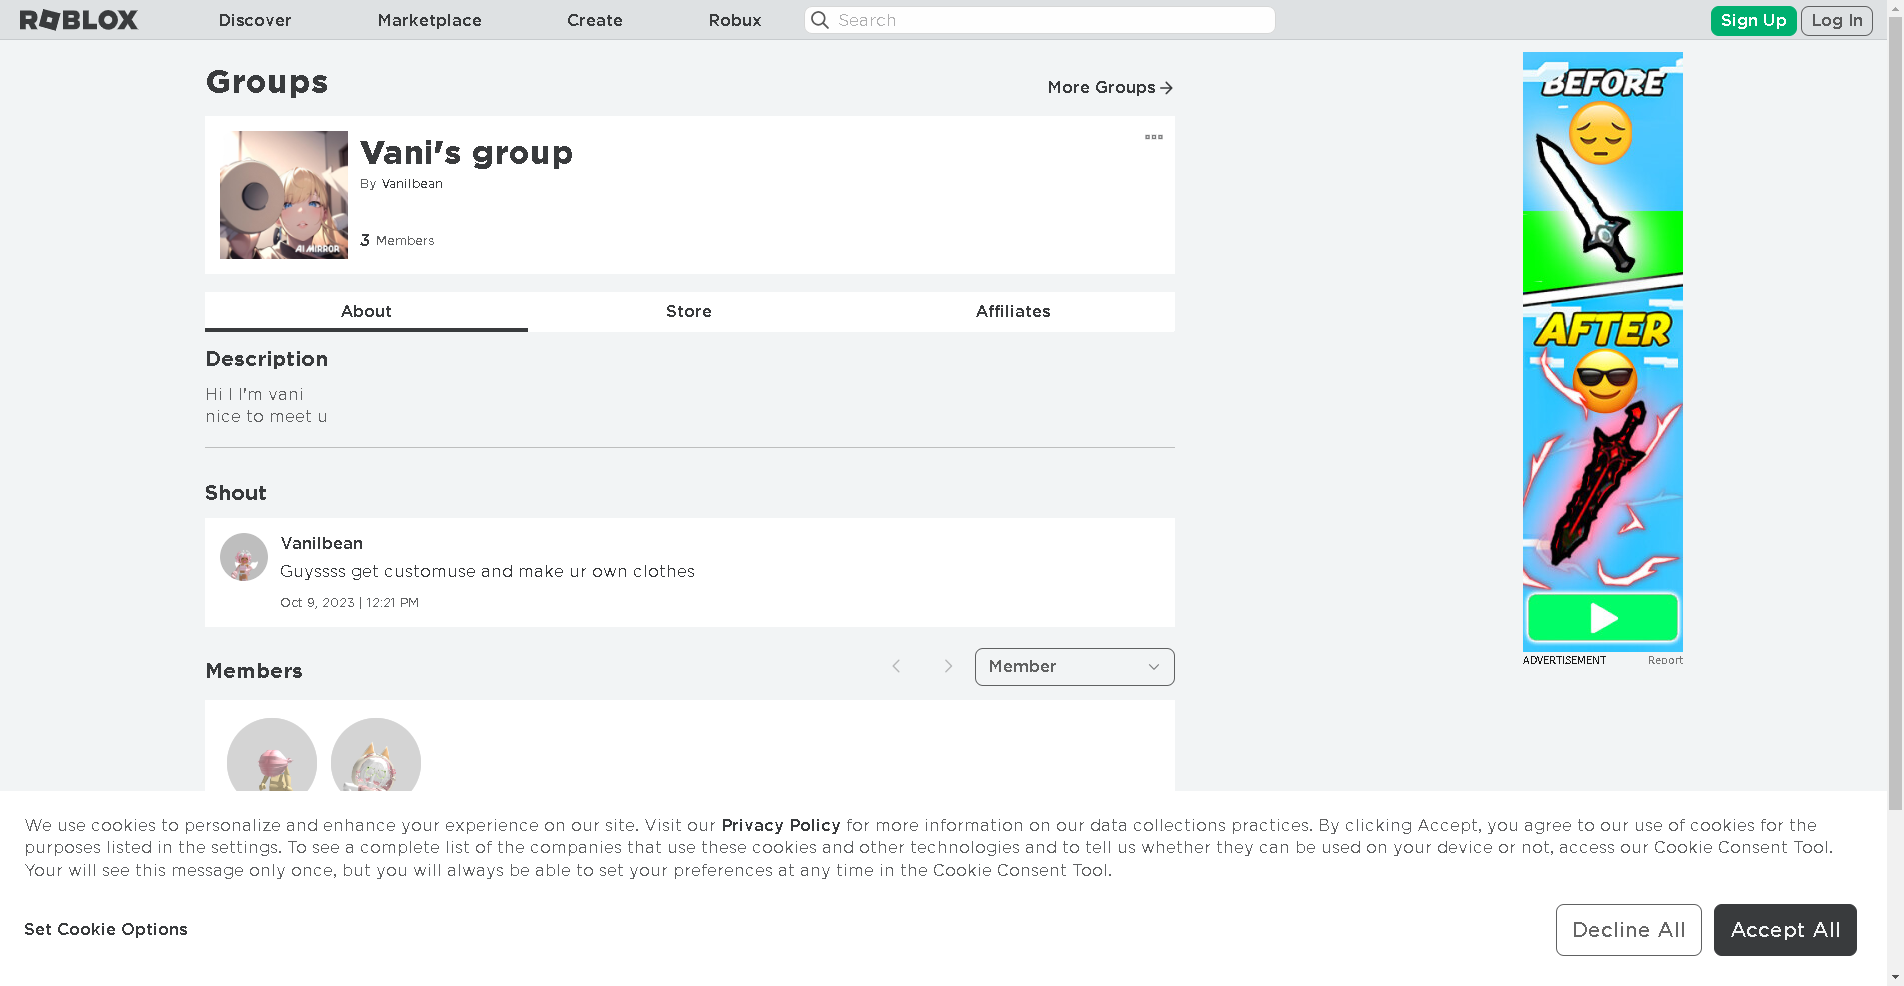 ROBLOX
Discover
Marketplace
Create
Robux
Search
Sign Up
Log In
Groups
More Groups
Vani's group
By Vanilbean
3 Members
AI MIRROR
About
Store
Affiliates
Description
Hi I I'm vani
nice to meet u
Shout
Vanilbean
Guyssss get customuse and make ur own clothes
Oct 9, 2023 | 12:21 PM
Members
Member
BEFORE
AFTER
ADVERTISEMENT
Report
We use cookies to personalize and enhance your experience on our site. Visit our Privacy Policy for more information on our data collections practices. By clicking Accept, you agree to our use of cookies for the
purposes listed in the settings. To see a complete list of the companies that use these cookies and other technologies and to tell us whether they can be used on your device or not, access our Cookie Consent Tool.
Your will see this message only once, but you will always be able to set your preferences at any time in the Cookie Consent Tool.
Set Cookie Options
Decline All
Accept All